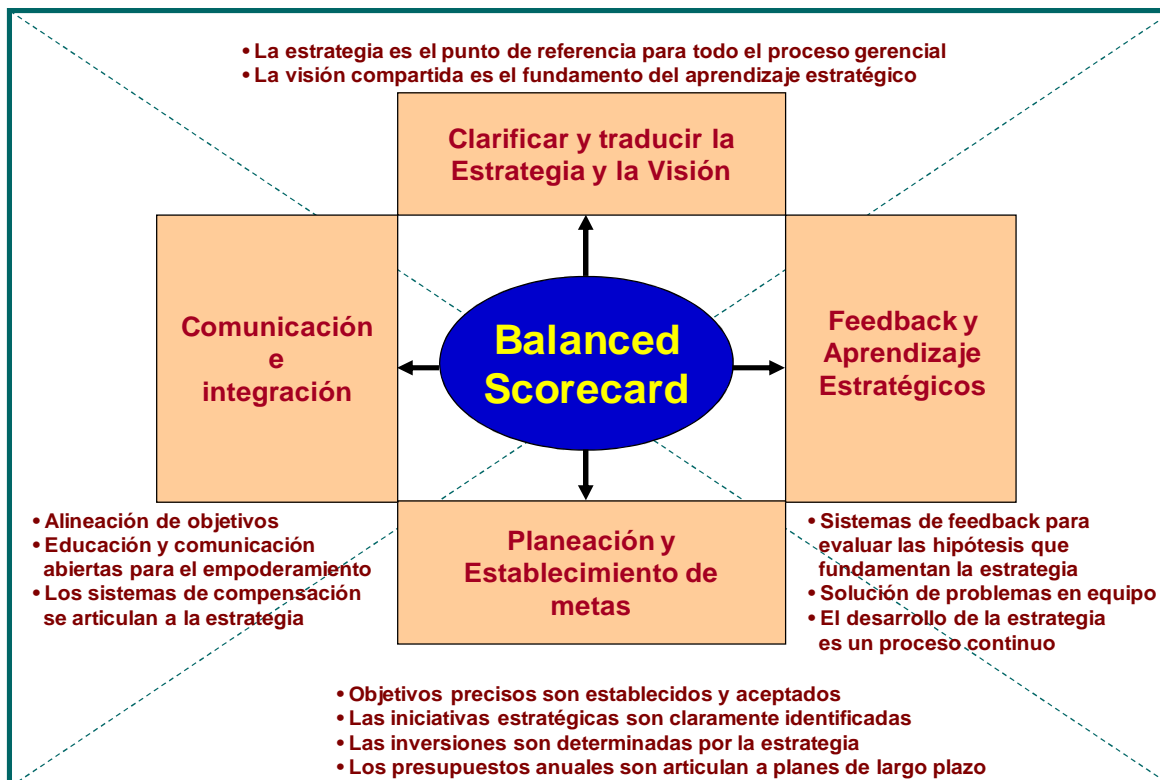 • La estrategia es el punto de referencia para todo el proceso gerencial
• La visión compartida es el fundamento del aprendizaje estratégico
Clarificar y traducir la
Estrategia y la Visión
Comunicación
e
integración
Balanced
Scorecard
Feedback y
Aprendizaje
Estratégicos
• Alineación de objetivos
• Educación y comunicación
abiertas para el empoderamiento
• Los sistemas de compensación
se articulan a la estrategia
Planeación y
Establecimiento de
metas
• Sistemas de feedback para
evaluar las hipótesis que
fundamentan la estrategia
• Solución de problemas en equipo
• El desarrollo de la estrategia
es un proceso continuo
• Objetivos precisos son establecidos y aceptados
• Las iniciativas estratégicas son claramente identificadas
• Las inversiones son determinadas por la estrategia
• Los presupuestos anuales son articulan a planes de largo plazo